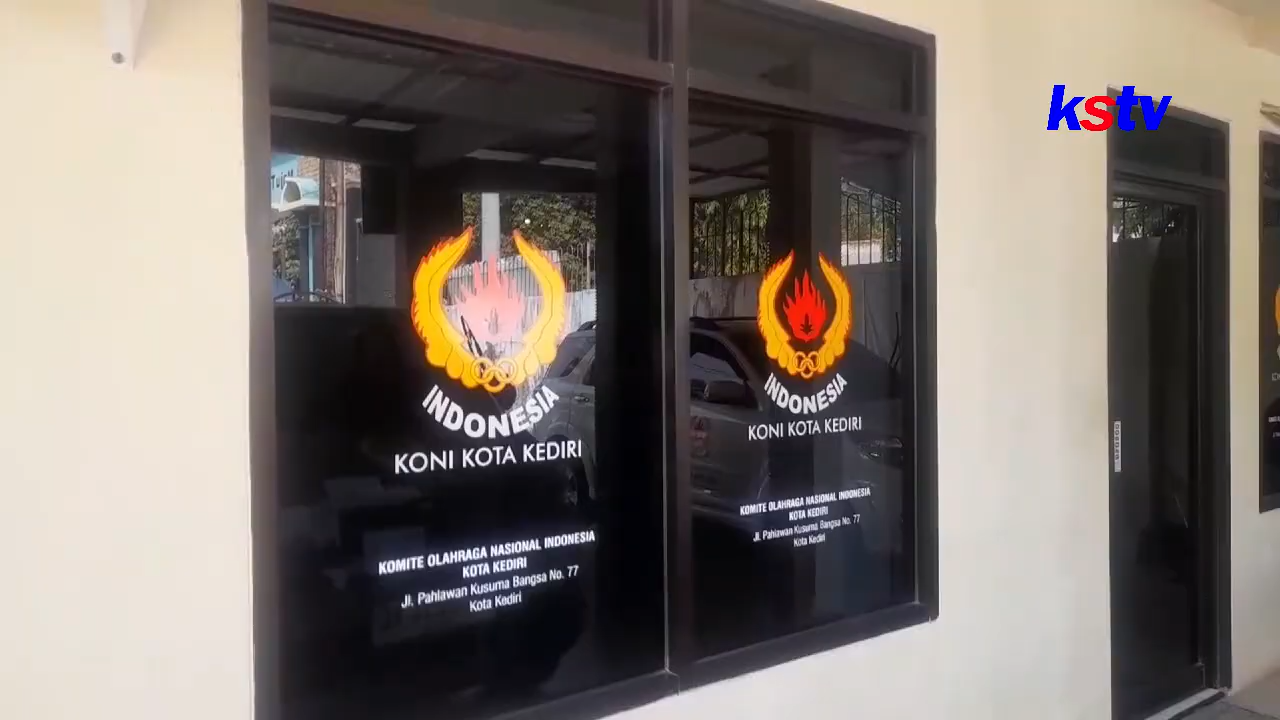 kstv
INDONESIA
KONI KOTA KEDIRI
KOMITE OLAHRAGA NASIONAL INDONESIA
KOTA KEDIRI
Jl. Pahlawan Kusuma Bangsa No. 77
Kota Kediri
INDONESIA
KONI KOTA KEDIRI
KOMITE OLAHRAGA NASIONAL INDONESIA
KOTA KEDIRI
Jl. Pahlawan Kusuma Bangsa No. 77
Kota Kediri